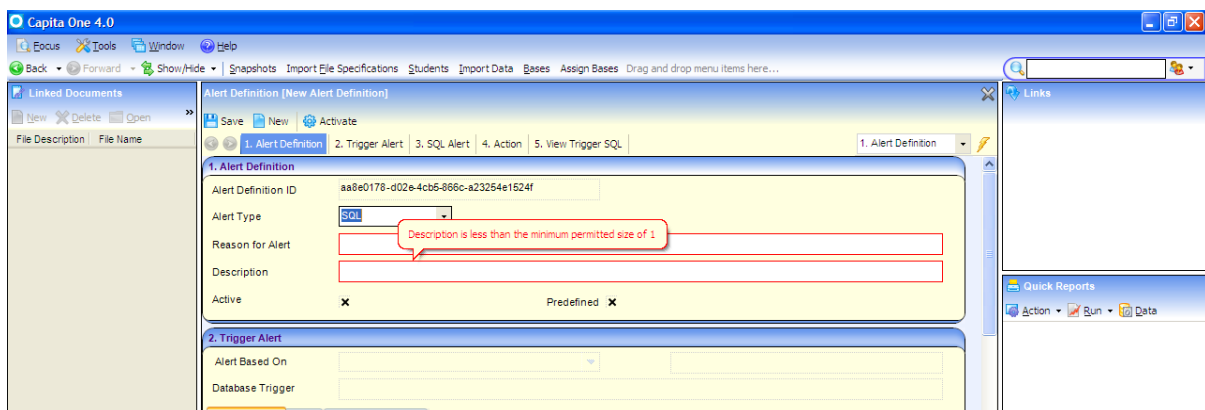 Capita One 4.0
Focus Tools Window Help
Back Forward Show/Hide Snapshots Import File Specifications Students Import Data Bases Assign Bases Drag and drop menu items here...
Linked Documents
New Delete Open »
File Description File Name
Alert Definition [New Alert Definition]
Save New Activate
1. Alert Definition 2. Trigger Alert 3. SQL Alert 4. Action 5. View Trigger SQL 1. Alert Definition
1. Alert Definition
Alert Definition ID aa8e0178-d02e-4cb5-866c-a23254e1524f
Alert Type SQL
Description is less than the minimum permitted size of 1
Reason for Alert
Description
Active Predefined
2. Trigger Alert
Alert Based On
Database Trigger
Links
Quick Reports
Action Run Data